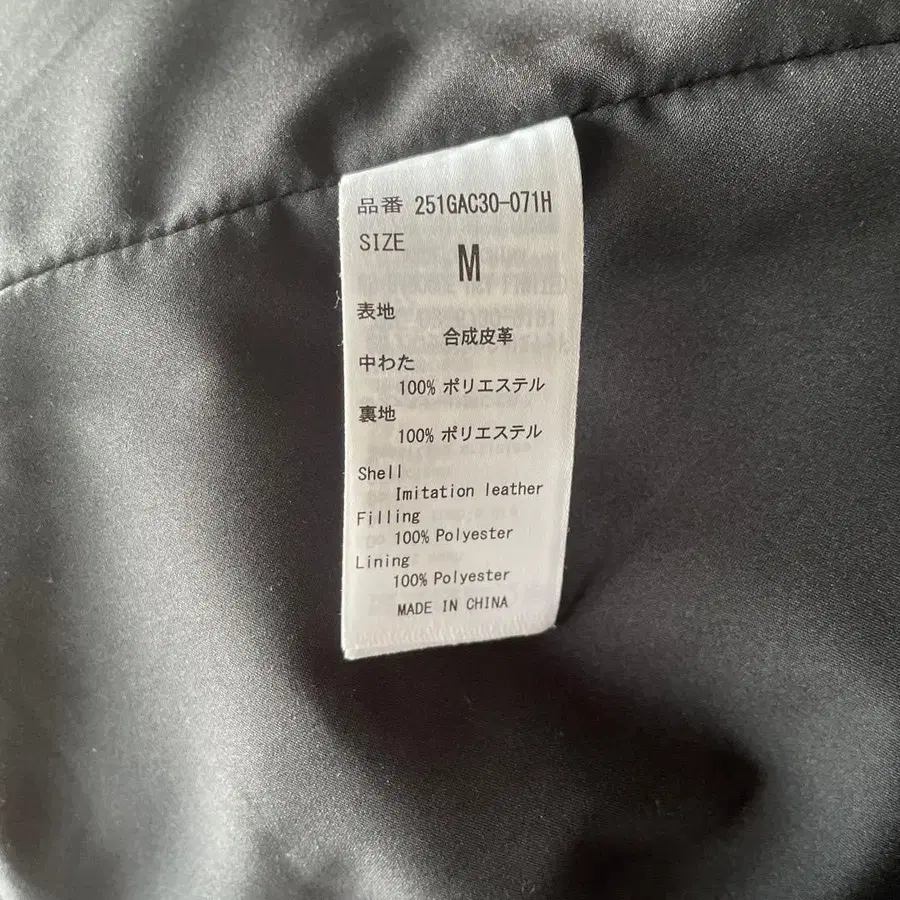 品番 251GAC30-071H
SIZE
M
表地
合成皮革
中わた
100% ポリエステル
裏地
100% ポリエステル
Shell
Imitation leather
Filling
100% Polyester
Lining
100% Polyester
MADE IN CHINA